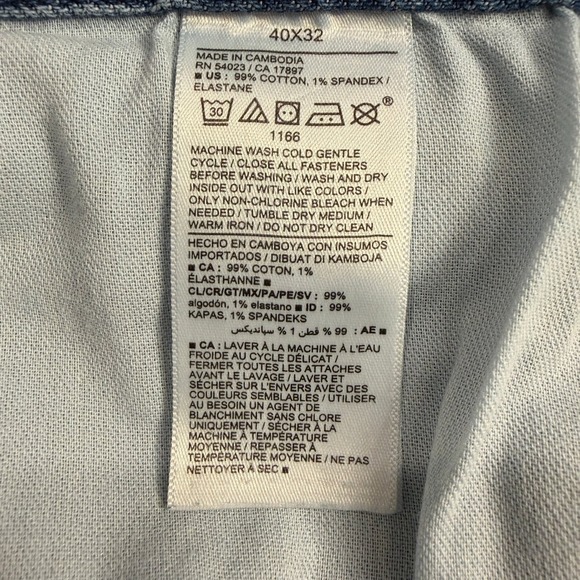 40X32
MADE IN CAMBODIA
RN 54023 / CA 17897
■ US : 99% COTTON, 1% SPANDEX /
ELASTANE
30 ®
1166
MACHINE WASH COLD GENTLE
CYCLE / CLOSE ALL FASTENERS
BEFORE WASHING / WASH AND DRY
INSIDE OUT WITH LIKE COLORS /
ONLY NON-CHLORINE BLEACH WHEN
NEEDED / TUMBLE DRY MEDIUM /
WARM IRON / DO NOT DRY CLEAN
HECHO EN CAMBOYA CON INSUMOS
IMPORTADOS / DIBUAT DI KAMBOJA
■ CA : 99% COTON, 1%
ÉLASTHANNE ■
CL/CR/GT/MX/PA/PE/SV : 99%
algodón, 1% elastano ■ ID : 99%
KAPAS, 1% SPANDEKS
■ AE : 99 % قطن 1 % سباندیکس
■ CA : LAVER À LA MACHINE À L'EAU
FROIDE AU CYCLE DÉLICAT /
FERMER TOUTES LES ATTACHES
AVANT LE LAVAGE / LAVER ET
SÉCHER SUR L'ENVERS AVEC DES
COULEURS SEMBLABLES / UTILISER
AU BESOIN UN AGENT DE
BLANCHIMENT SANS CHLORE
UNIQUEMENT / SÉCHER À LA
MACHINE À TEMPÉRATURE
MOYENNE / REPASSER À
TEMPÉRATURE MOYENNE / NE PAS
NETTOYER À SEC ■